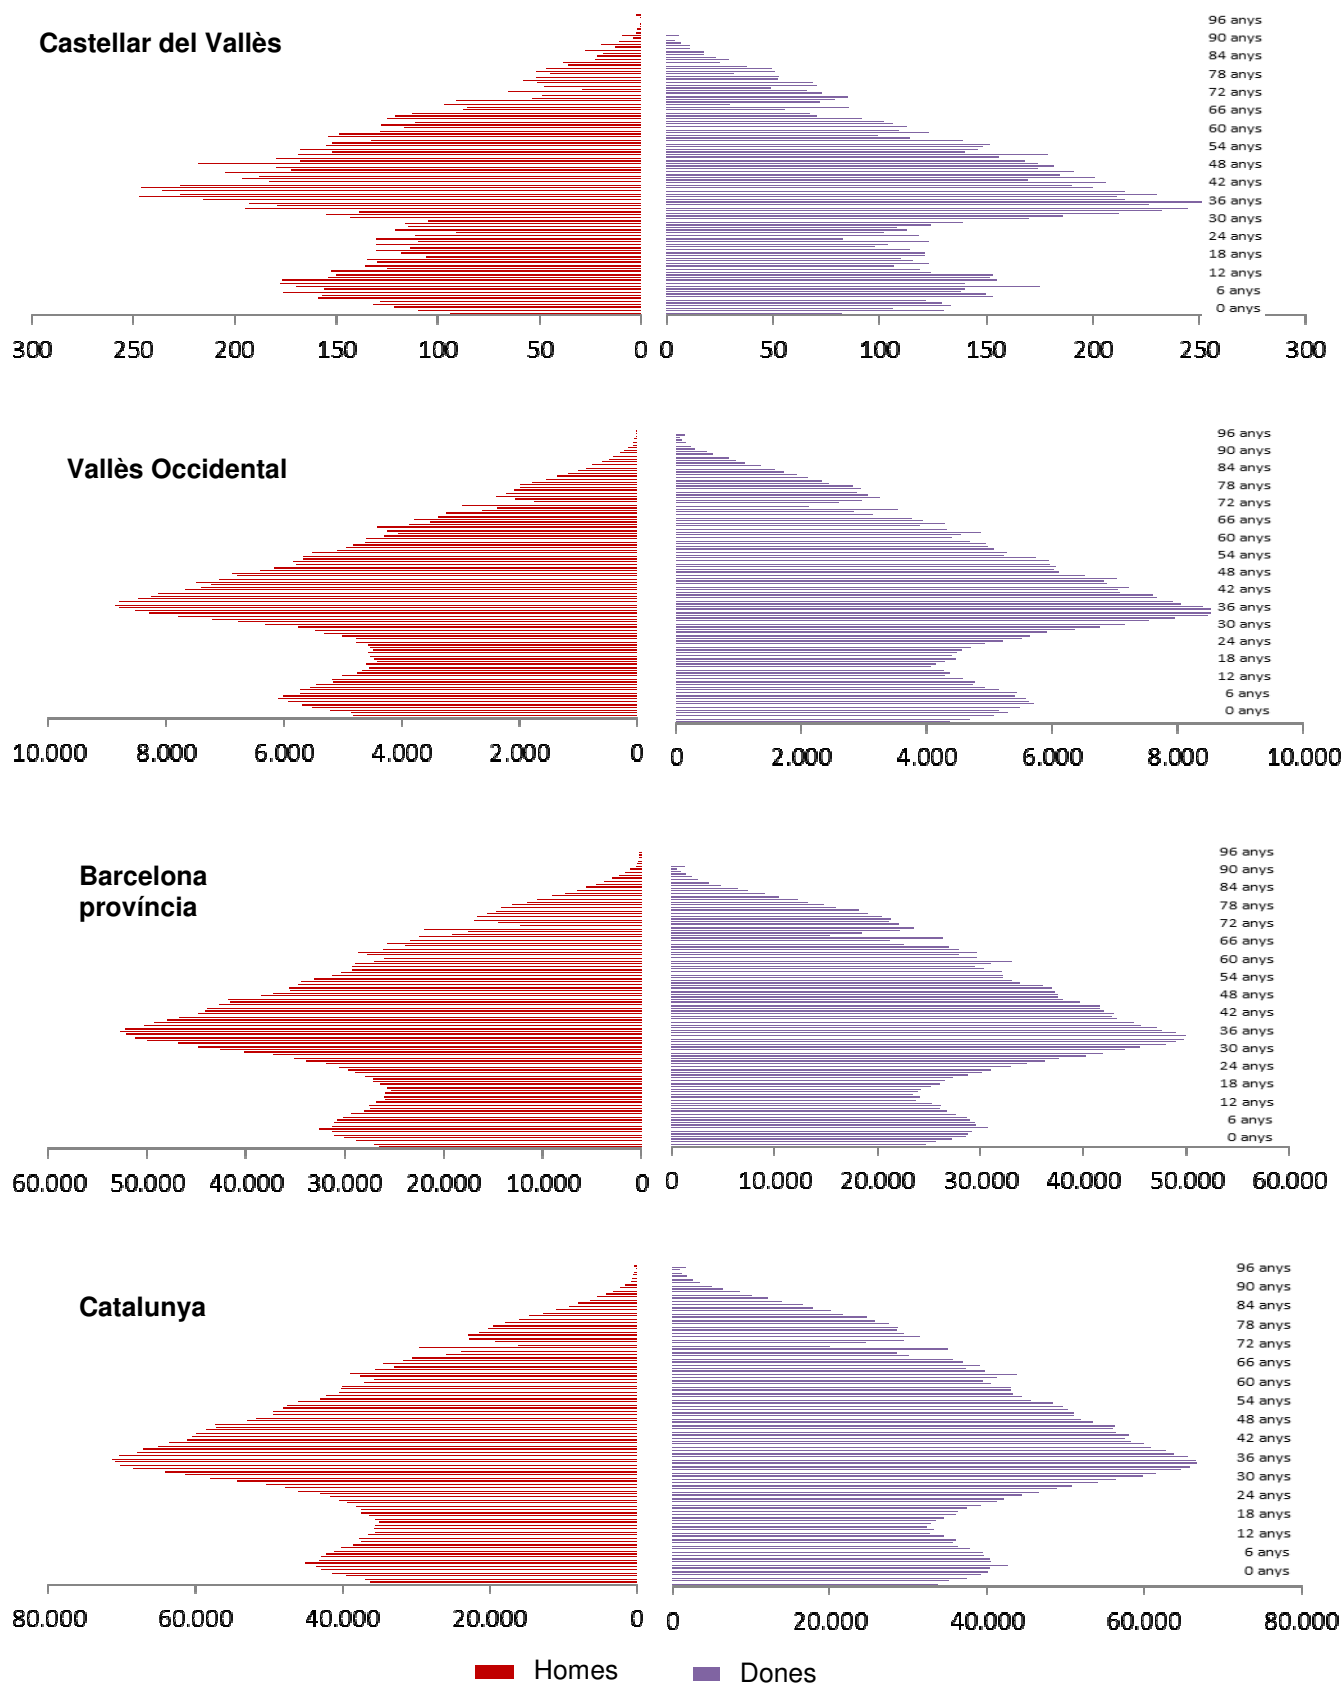 Castellar del Vallès
96 anys
90 anys
84 anys
78 anys
72 anys
66 anys
60 anys
54 anys
48 anys
42 anys
36 anys
30 anys
24 anys
18 anys
12 anys
6 anys
0 anys
300 250 200 150 100 50 0 0 50 100 150 200 250 300
Vallès Occidental
96 anys
90 anys
84 anys
78 anys
72 anys
66 anys
60 anys
54 anys
48 anys
42 anys
36 anys
30 anys
24 anys
18 anys
12 anys
6 anys
0 anys
10.000 8.000 6.000 4.000 2.000 0 0 2.000 4.000 6.000 8.000 10.000
Barcelona
província
96 anys
90 anys
84 anys
78 anys
72 anys
66 anys
60 anys
54 anys
48 anys
42 anys
36 anys
30 anys
24 anys
18 anys
12 anys
6 anys
0 anys
60.000 50.000 40.000 30.000 20.000 10.000 0 0 10.000 20.000 30.000 40.000 50.000 60.000
Catalunya
96 anys
90 anys
84 anys
78 anys
72 anys
66 anys
60 anys
54 anys
48 anys
42 anys
36 anys
30 anys
24 anys
18 anys
12 anys
6 anys
0 anys
80.000 60.000 40.000 20.000 0 0 20.000 40.000 60.000 80.000
Homes Dones